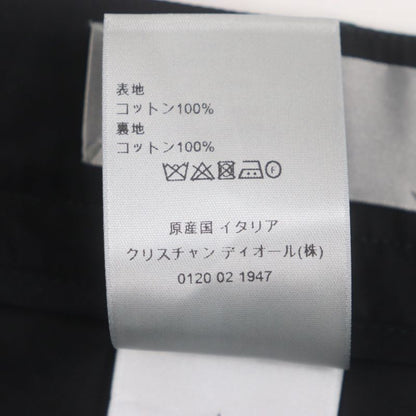 表地
コットン100%
裏地
コットン100%
F
原産国 イタリア
クリスチャン ディオール(株)
0120 02 1947